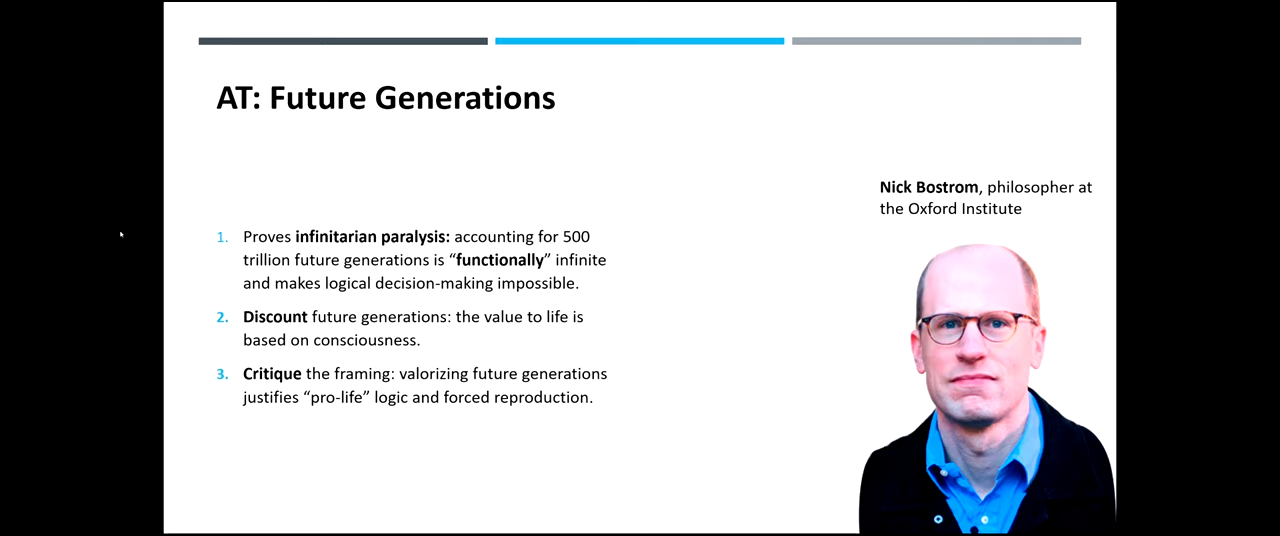 AT: Future Generations
Nick Bostrom, philosopher at
the Oxford Institute
1. Proves infinitarian paralysis: accounting for 500
trillion future generations is “functionally” infinite
and makes logical decision-making impossible.
2. Discount future generations: the value to life is
based on consciousness.
3. Critique the framing: valorizing future generations
justifies “pro-life” logic and forced reproduction.